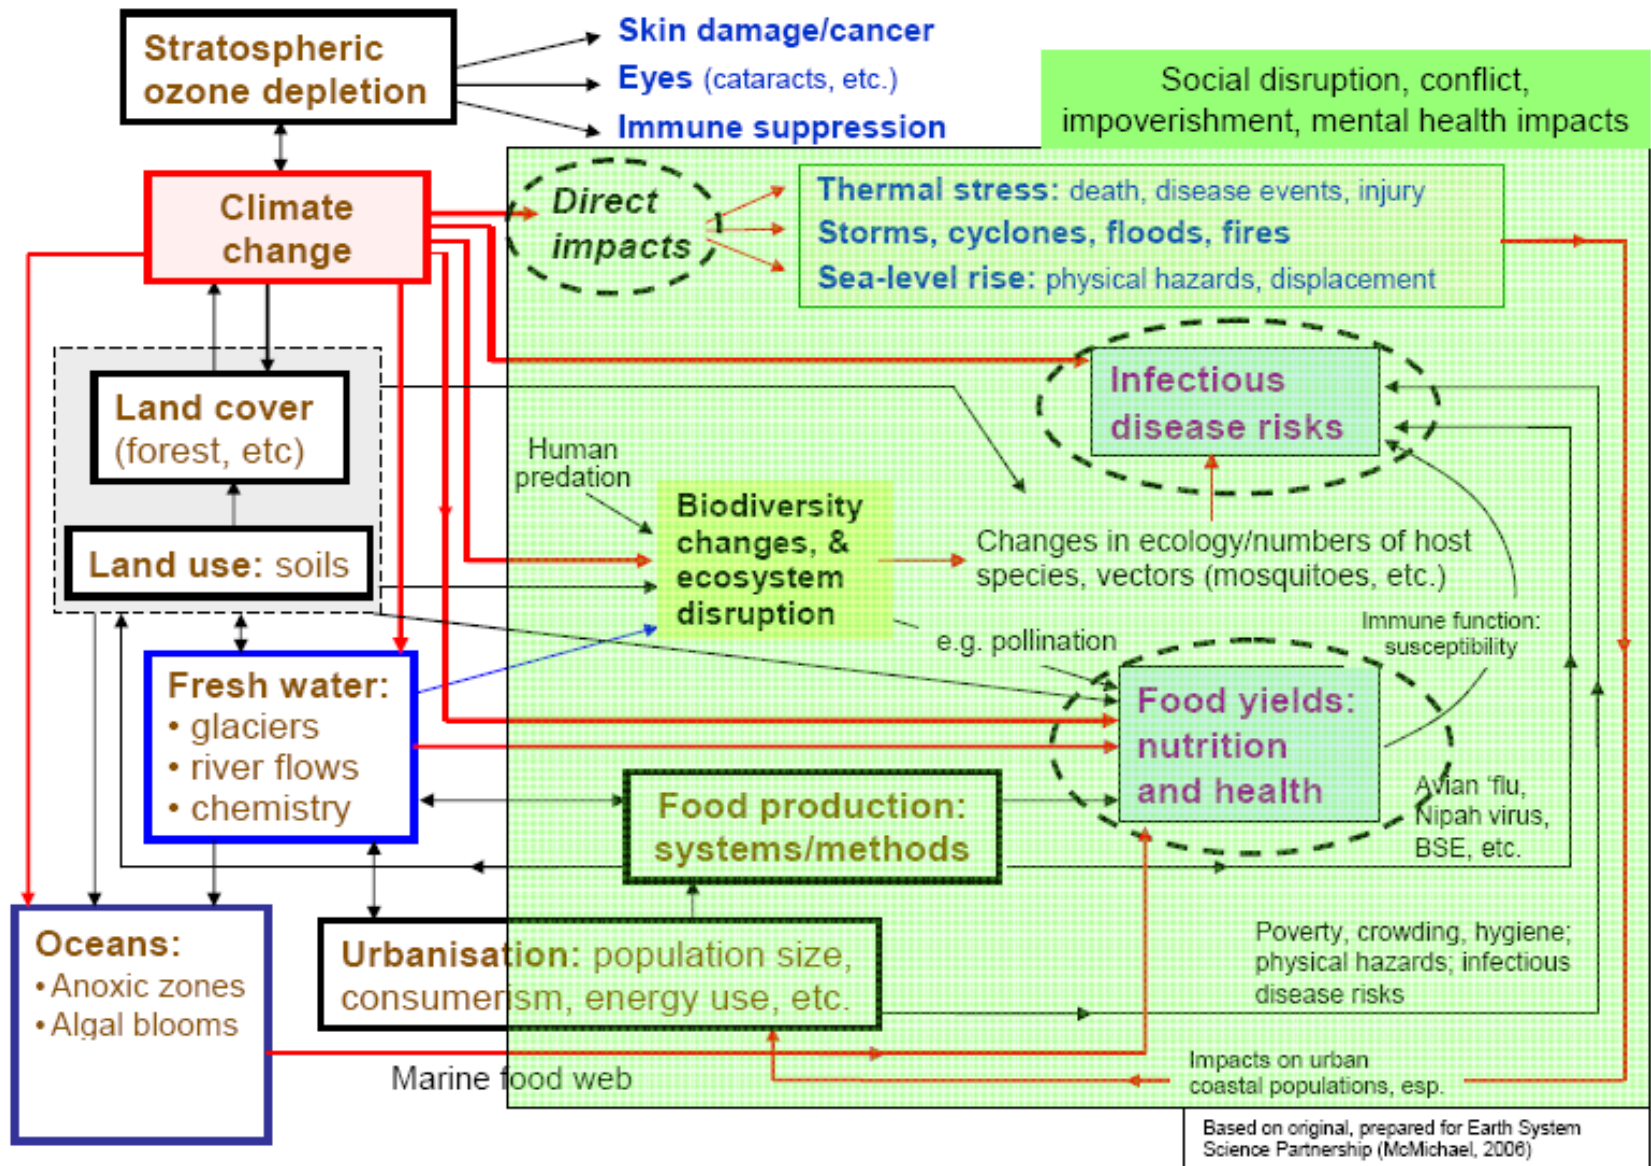 Stratospheric
ozone depletion
Skin damage/cancer
Eyes (cataracts, etc.)
Immune suppression
Social disruption, conflict,
impoverishment, mental health impacts
Climate
change
Direct
impacts
Thermal stress: death, disease events, injury
Storms, cyclones, floods, fires
Sea-level rise: physical hazards, displacement
Land cover
(forest, etc)
Land use: soils
Infectious
disease risks
Human
predation
Biodiversity
changes, &
ecosystem
disruption
Changes in ecology/numbers of host
species, vectors (mosquitoes, etc.)
e.g. pollination
Immune function:
susceptibility
Fresh water:
• glaciers
• river flows
• chemistry
Food yields:
nutrition
and health
Food production:
systems/methods
Avian 'flu,
Nipah virus,
BSE, etc.
Oceans:
• Anoxic zones
• Algal blooms
Urbanisation: population size,
consumerism, energy use, etc.
Poverty, crowding, hygiene;
physical hazards; infectious
disease risks
Marine food web
Impacts on urban
coastal populations, esp.
Based on original, prepared for Earth System
Science Partnership (McMichael, 2006)